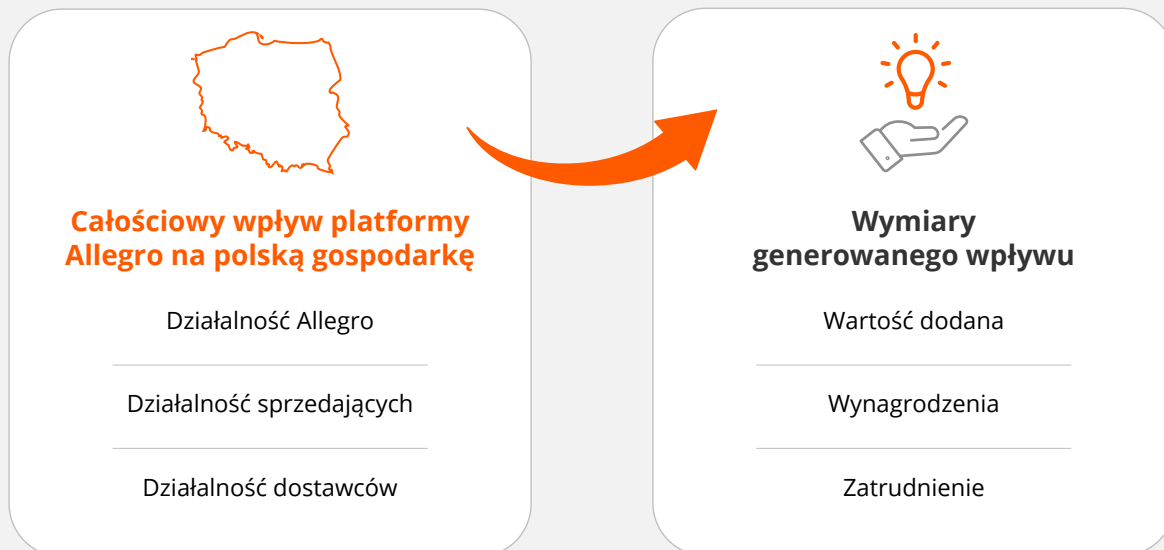 Całościowy wpływ platformy
Allegro na polską gospodarkę
Działalność Allegro
Działalność sprzedających
Działalność dostawców
Wymiary
generowanego wpływu
Wartość dodana
Wynagrodzenia
Zatrudnienie